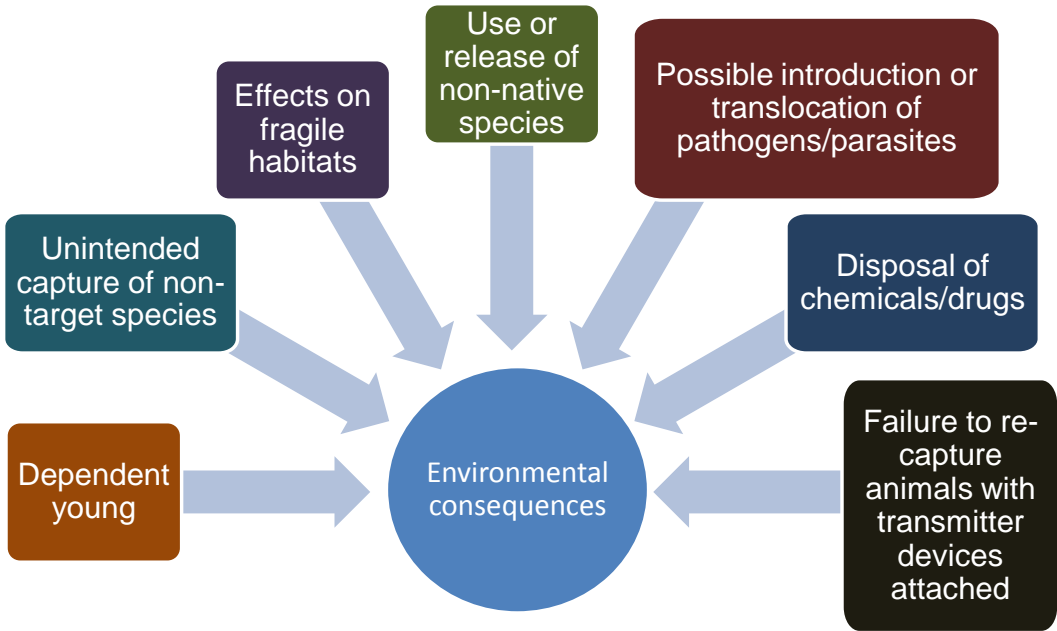 Dependent
young
Unintended
capture of non-
target species
Effects on
fragile
habitats
Use or
release of
non-native
species
Possible introduction or
translocation of
pathogens/parasites
Disposal of
chemicals/drugs
Failure to re-
capture
animals with
transmitter
devices
attached
Environmental
consequences